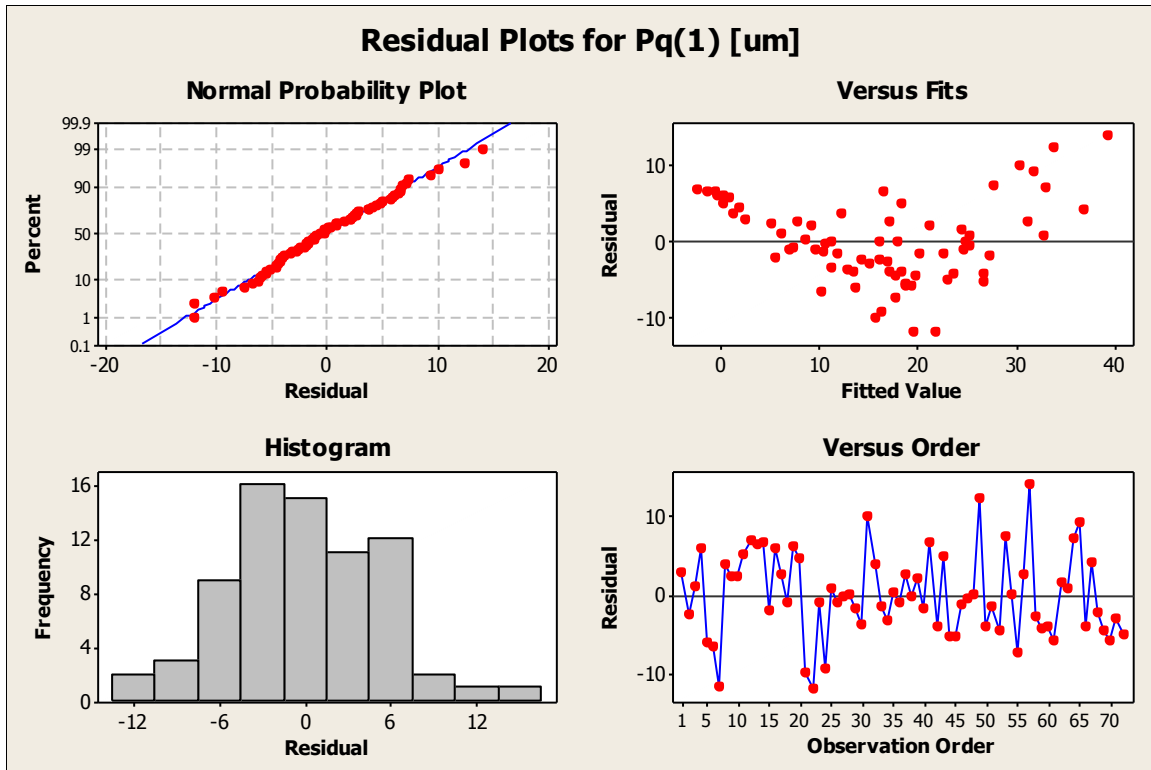 Residual Plots for Pq(1) [um]
Normal Probability Plot
99.9
99
90
50
10
1
0.1
Percent
-20 -10 0 10 20
Residual
Versus Fits
10
0
-10
Residual
0 10 20 30 40
Fitted Value
Histogram
16
12
8
4
0
Frequency
-12 -6 0 6 12
Residual
Versus Order
10
0
-10
Residual
1 5 10 15 20 25 30 35 40 45 50 55 60 65 70
Observation Order